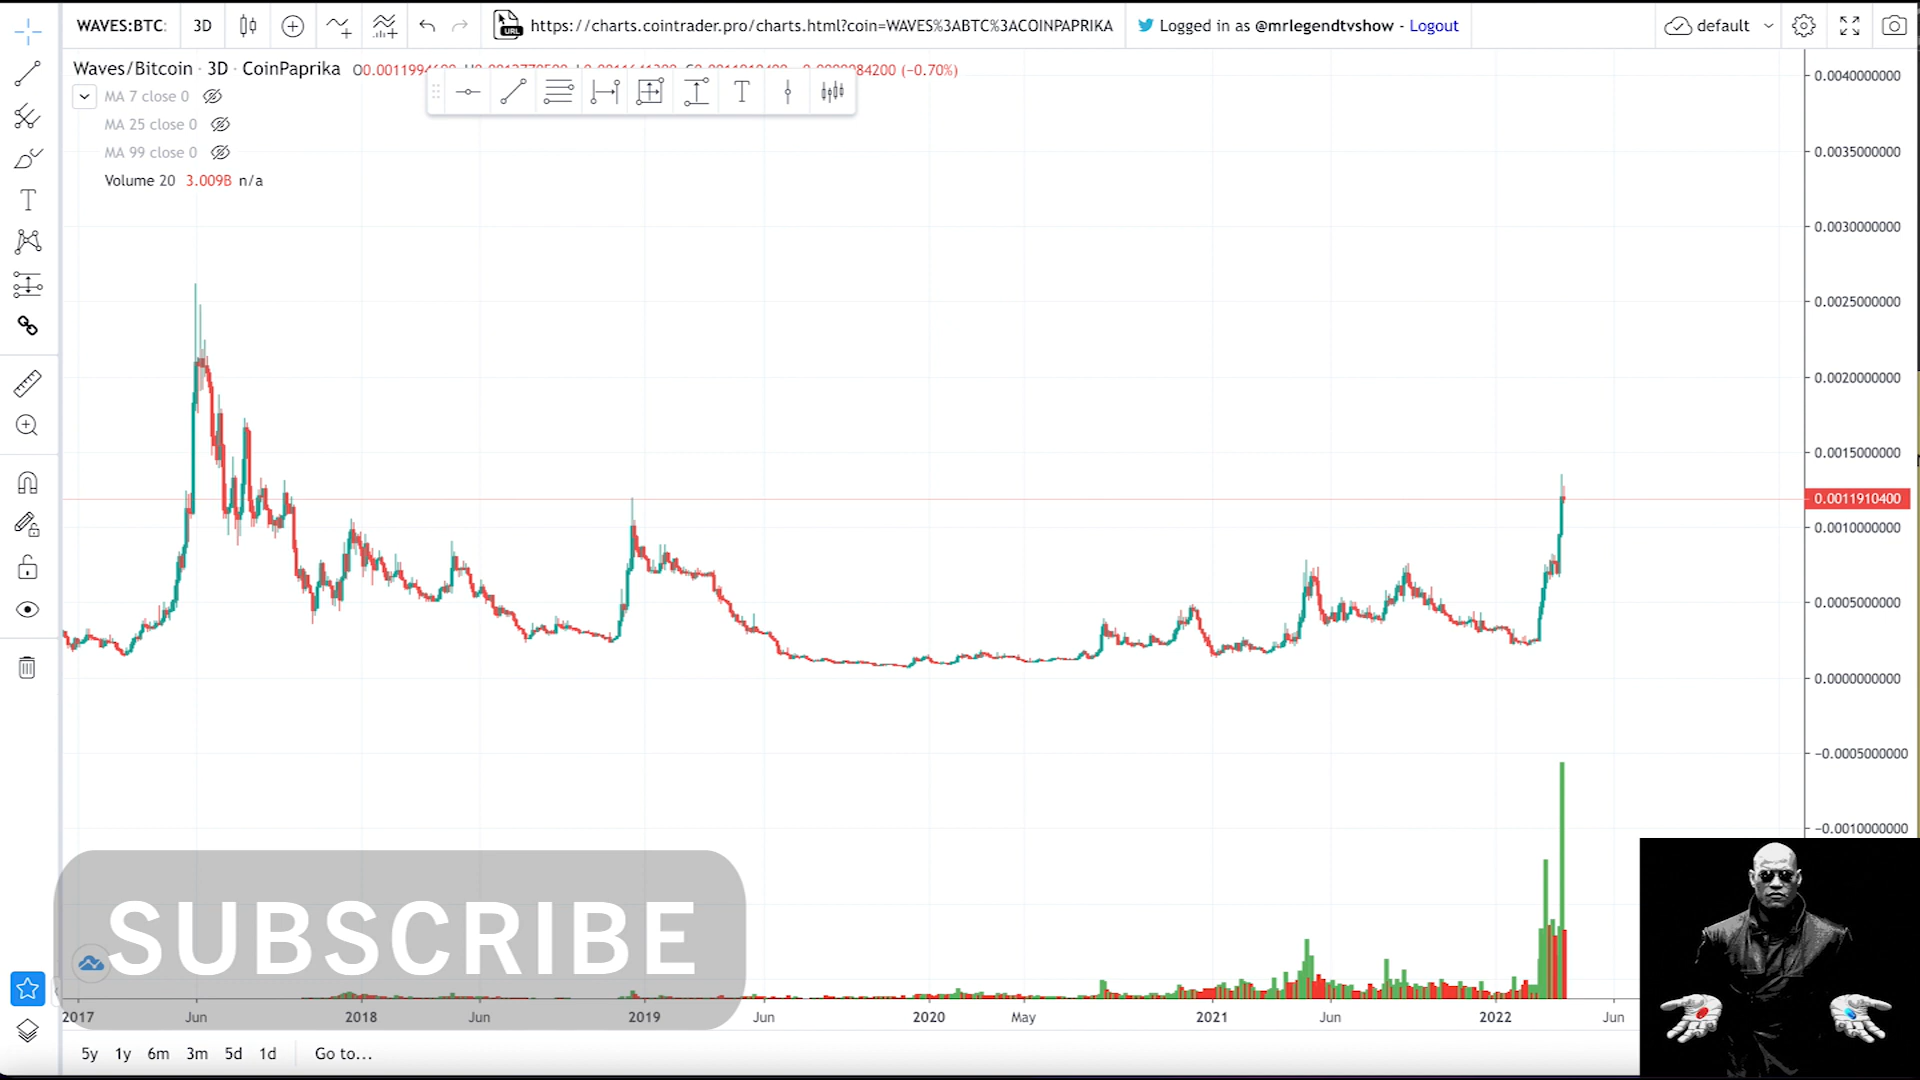 WAVES:BTC: 3D https://charts.cointrader.pro/charts.html?coin=WAVES%3ABTC%3ACOINPAPRIKA Logged in as @mrlegendtvshow - Logout default
URL
Waves/Bitcoin · 3D · CoinPaprika (−0.70%)
MA 7 close 0
MA 25 close 0
MA 99 close 0
Volume 20 3.009B n/a
0.0040000000
0.0035000000
0.0030000000
0.0025000000
0.0020000000
0.0015000000
0.0011910400
0.0010000000
0.0005000000
0.0000000000
−0.0005000000
−0.0010000000
SUBSCRIBE
2017 Jun 2018 Jun 2019 Jun 2020 May 2021 Jun 2022 Jun
5y 1y 6m 3m 5d 1d Go to...